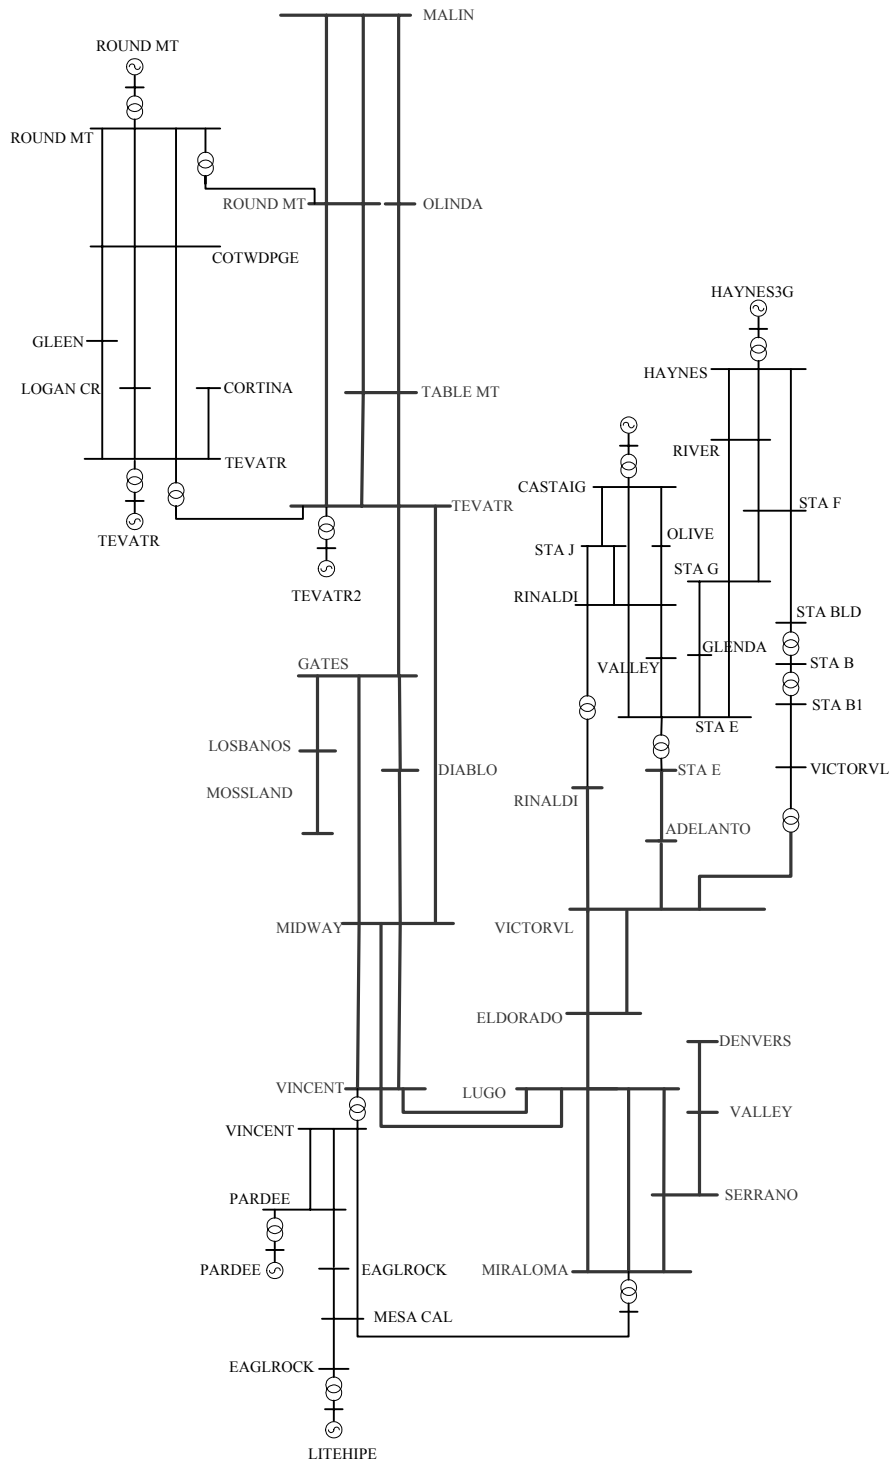 MALIN
ROUND MT
ROUND MT
ROUND MT
OLINDA
COTWDPGE
HAYNES3G
GLEEN
HAYNES
LOGAN CR
CORTINA
TABLE MT
RIVER
TEVATR
CASTAIG
TEVATR
STA F
TEVATR
OLIVE
STA J
STA G
TEVATR2
RINALDI
STA BLD
GLENDA
GATES
VALLEY
STA B
STA B1
STA E
LOSBANOS
DIABLO
STA E
VICTORVL
MOSSLAND
RINALDI
ADELANTO
MIDWAY
VICTORVL
ELDORADO
DENVERS
VINCENT
LUGO
VALLEY
VINCENT
PARDEE
SERRANO
PARDEE
EAGLROCK
MIRALOMA
MESA CAL
EAGLROCK
LITEHIPE